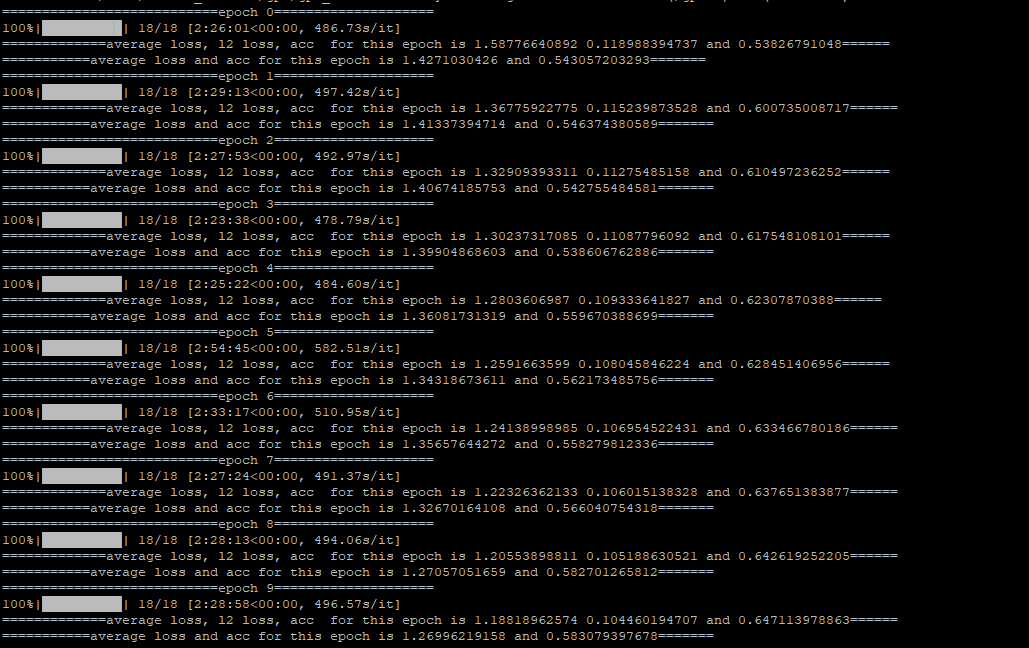 ===========================epoch 0====================
100%|██████████| 18/18 [2:26:01<00:00, 486.73s/it]
=============average loss, l2 loss, acc  for this epoch is 1.58776640892 0.118988394737 and 0.53826791048======
===========average loss and acc for this epoch is 1.4271030426 and 0.543057203293=======
===========================epoch 1====================
100%|██████████| 18/18 [2:29:13<00:00, 497.42s/it]
=============average loss, l2 loss, acc  for this epoch is 1.36775922775 0.115239873528 and 0.600735008717======
===========average loss and acc for this epoch is 1.41337394714 and 0.546374380589=======
===========================epoch 2====================
100%|██████████| 18/18 [2:27:53<00:00, 492.97s/it]
=============average loss, l2 loss, acc  for this epoch is 1.32909393311 0.11275485158 and 0.610497236252======
===========average loss and acc for this epoch is 1.40674185753 and 0.542755484581=======
===========================epoch 3====================
100%|██████████| 18/18 [2:23:38<00:00, 478.79s/it]
=============average loss, l2 loss, acc  for this epoch is 1.30237317085 0.11087796092 and 0.617548108101======
===========average loss and acc for this epoch is 1.39904868603 and 0.538606762886=======
===========================epoch 4====================
100%|██████████| 18/18 [2:25:22<00:00, 484.60s/it]
=============average loss, l2 loss, acc  for this epoch is 1.2803606987 0.109333641827 and 0.62307870388======
===========average loss and acc for this epoch is 1.36081731319 and 0.559670388699=======
===========================epoch 5====================
100%|██████████| 18/18 [2:54:45<00:00, 582.51s/it]
=============average loss, l2 loss, acc  for this epoch is 1.2591663599 0.108045846224 and 0.628451406956======
===========average loss and acc for this epoch is 1.34318673611 and 0.562173485756=======
===========================epoch 6====================
100%|██████████| 18/18 [2:33:17<00:00, 510.95s/it]
=============average loss, l2 loss, acc  for this epoch is 1.24138998985 0.106954522431 and 0.633466780186======
===========average loss and acc for this epoch is 1.35657644272 and 0.558279812336=======
===========================epoch 7====================
100%|██████████| 18/18 [2:27:24<00:00, 491.37s/it]
=============average loss, l2 loss, acc  for this epoch is 1.22326362133 0.106015138328 and 0.637651383877======
===========average loss and acc for this epoch is 1.32670164108 and 0.566040754318=======
===========================epoch 8====================
100%|██████████| 18/18 [2:28:13<00:00, 494.06s/it]
=============average loss, l2 loss, acc  for this epoch is 1.20553898811 0.105188630521 and 0.642619252205======
===========average loss and acc for this epoch is 1.27057051659 and 0.582701265812=======
===========================epoch 9====================
100%|██████████| 18/18 [2:28:58<00:00, 496.57s/it]
=============average loss, l2 loss, acc  for this epoch is 1.18818962574 0.104460194707 and 0.647113978863======
===========average loss and acc for this epoch is 1.26996219158 and 0.583079397678=======